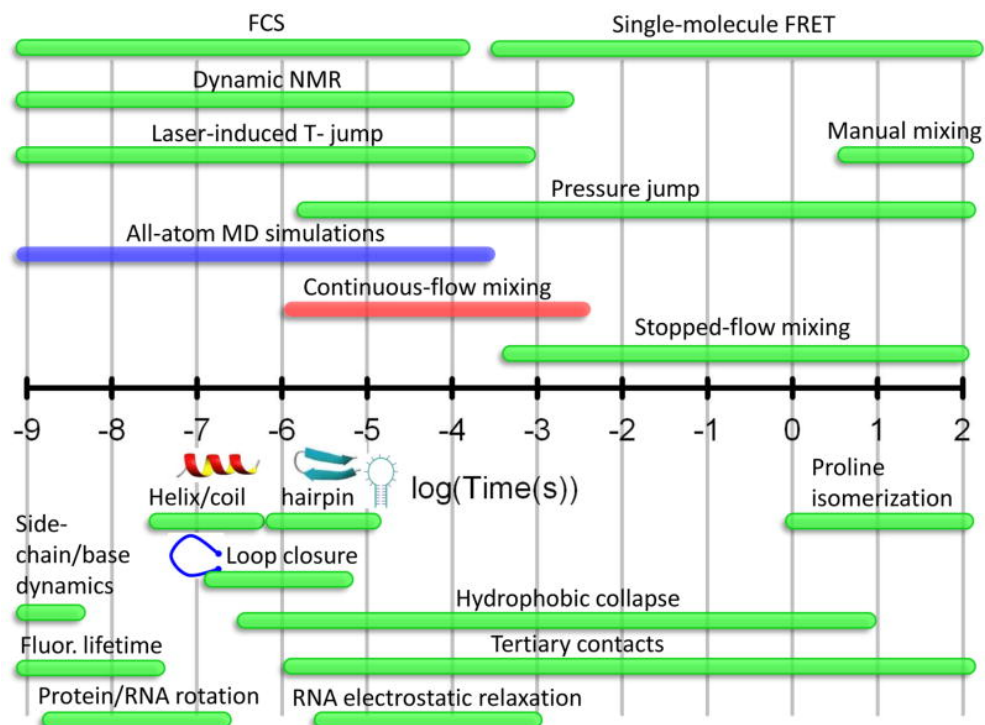 FCS
Single-molecule FRET
Dynamic NMR
Laser-induced T- jump
Manual mixing
Pressure jump
All-atom MD simulations
Continuous-flow mixing
Stopped-flow mixing
-9 -8 -7 -6 -5 -4 -3 -2 -1 0 1 2
log(Time(s))
Helix/coil
hairpin
Proline
isomerization
Side-
chain/base
dynamics
Loop closure
Hydrophobic collapse
Fluor. lifetime
Tertiary contacts
Protein/RNA rotation
RNA electrostatic relaxation